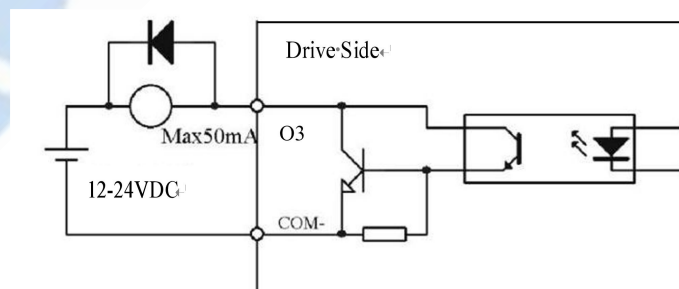 Drive Side
Max50mA
O3
12-24VDC
COM-